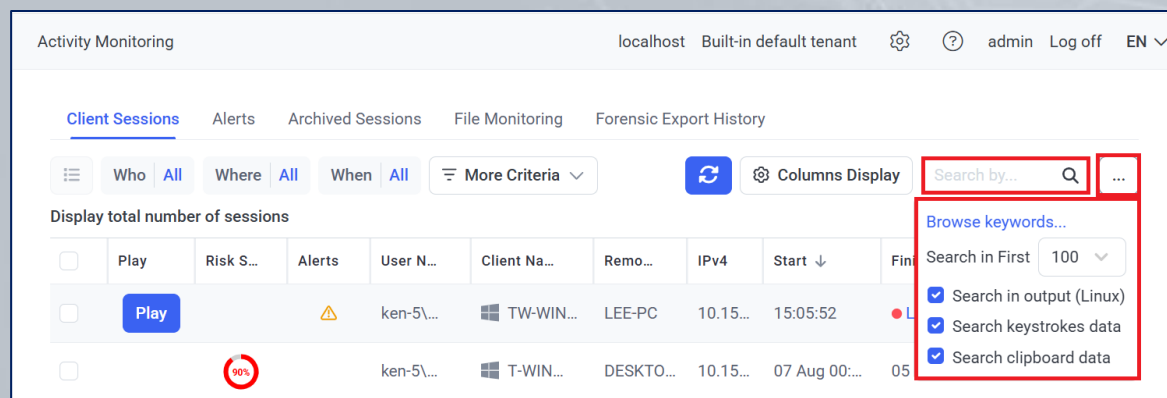 Activity Monitoring localhost Built-in default tenant admin Log off EN
Client Sessions Alerts Archived Sessions File Monitoring Forensic Export History
Who All Where All When All More Criteria Columns Display Search by... ...
Display total number of sessions
Browse keywords...
Search in First 100
Search in output (Linux)
Search keystrokes data
Search clipboard data
Play Risk S... Alerts User N... Client Na... Remo... IPv4 Start Fini
Play ken-5\... TW-WIN... LEE-PC 10.15... 15:05:52 L
90% ken-5\... T-WIN... DESKTO... 10.15... 07 Aug 00:... 05